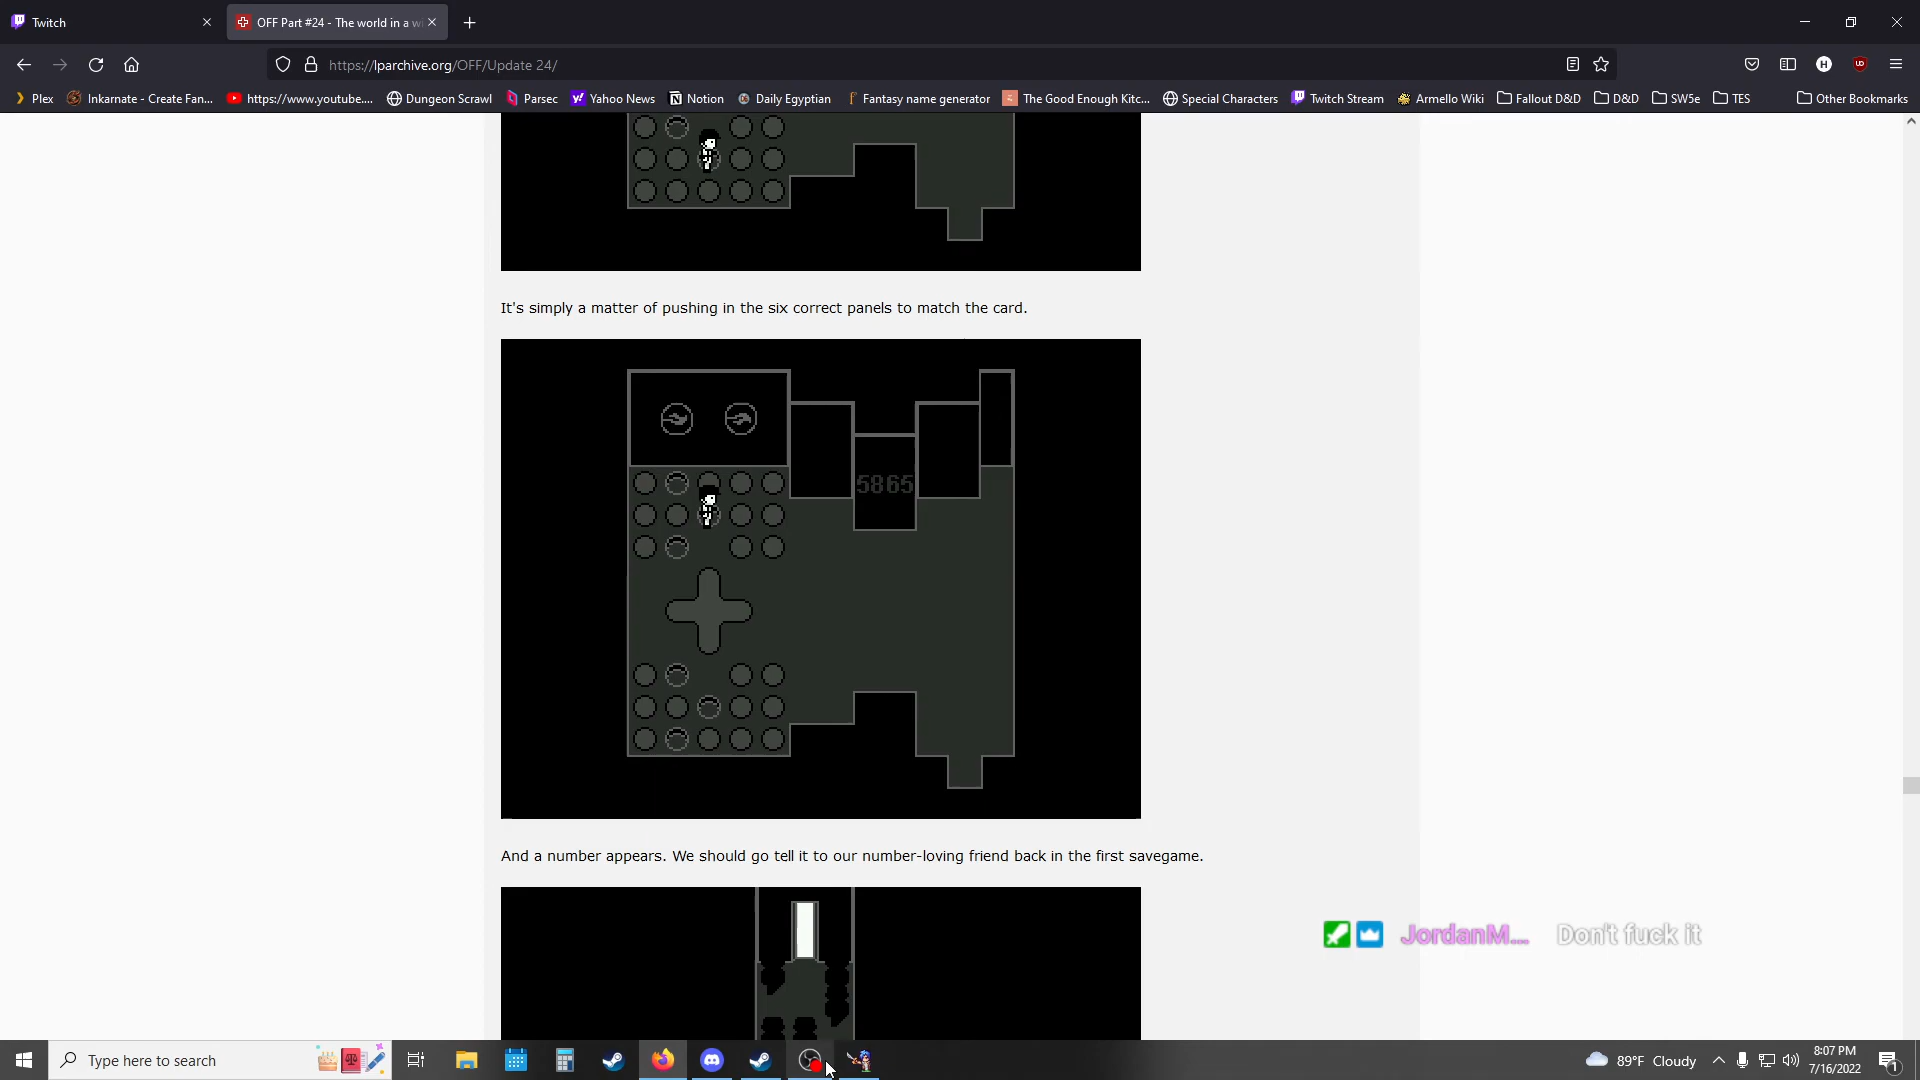 Twitch
OFF Part #24 - The world in a wi
https://lparchive.org/OFF/Update 24/
Plex
Inkarnate - Create Fan...
https://www.youtube....
Dungeon Scrawl
Parsec
Yahoo News
Notion
Daily Egyptian
Fantasy name generator
The Good Enough Kitc...
Special Characters
Twitch Stream
Armello Wiki
Fallout D&D
D&D
SW5e
TES
Other Bookmarks
It's simply a matter of pushing in the six correct panels to match the card.
5865
And a number appears. We should go tell it to our number-loving friend back in the first savegame.
JordanM.... Don't fuck it
Type here to search
89°F Cloudy
8:07 PM
7/16/2022
1